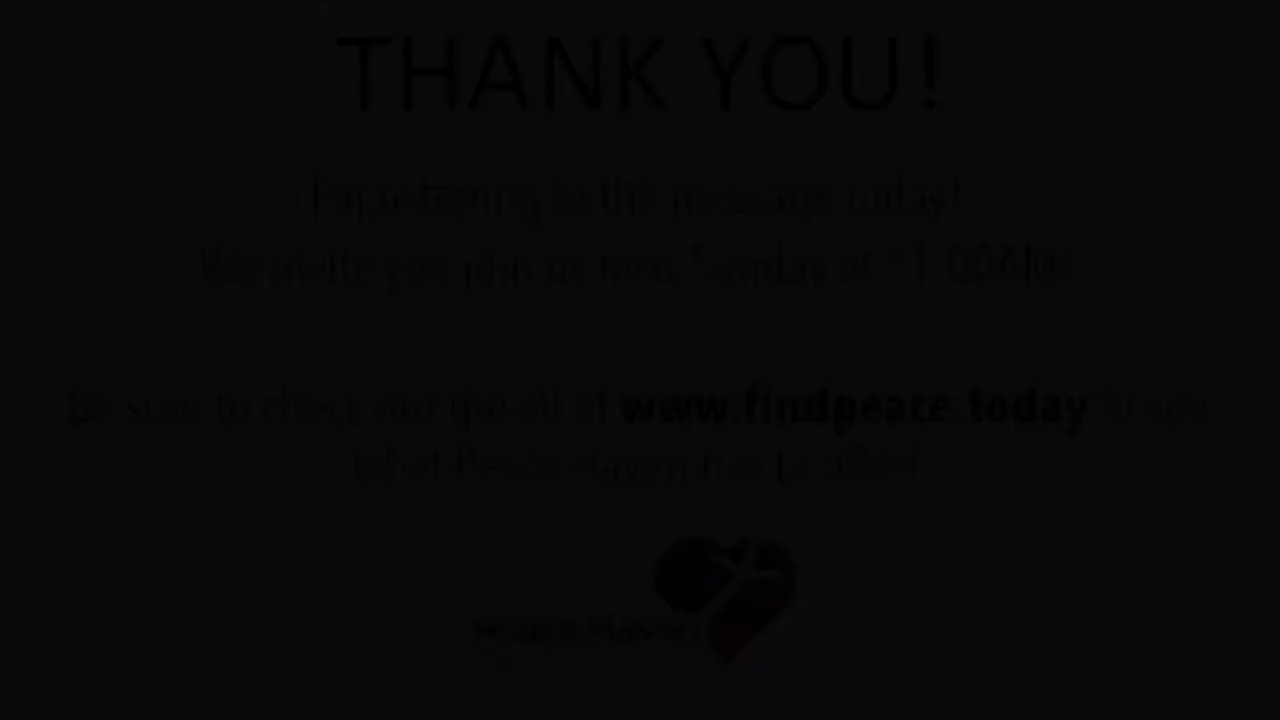 THANK YOU!
For listening to the message today!
We invite you join us next Sunday at 11:00AM!
Be sure to check out the all of www.findpeace.today to see
what Peace Haven has to offer!
Peace Haven